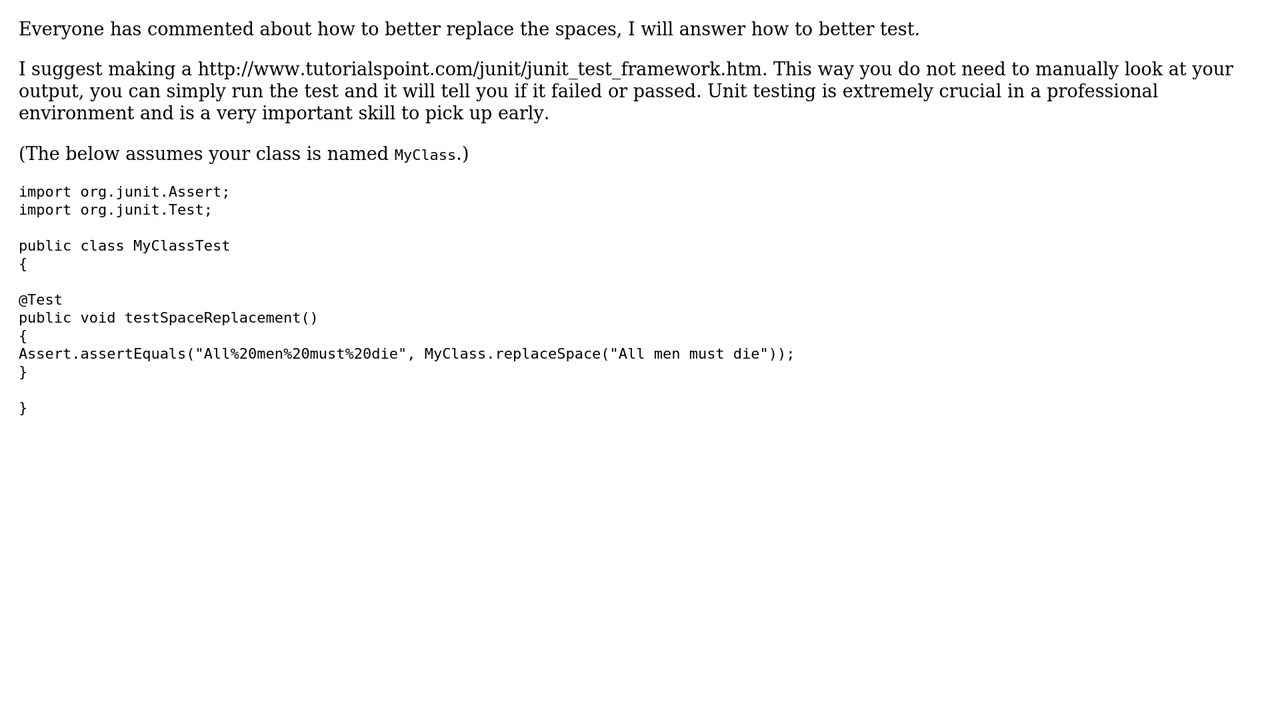 Everyone has commented about how to better replace the spaces, I will answer how to better test.
I suggest making a http://www.tutorialspoint.com/junit/junit_test_framework.htm. This way you do not need to manually look at your
output, you can simply run the test and it will tell you if it failed or passed. Unit testing is extremely crucial in a professional
environment and is a very important skill to pick up early.
(The below assumes your class is named MyClass.)
import org.junit.Assert;
import org.junit.Test;
public class MyClassTest
{
@Test
public void testSpaceReplacement()
{
Assert.assertEquals("All%20men%20must%20die", MyClass.replaceSpace("All men must die"));
}
}